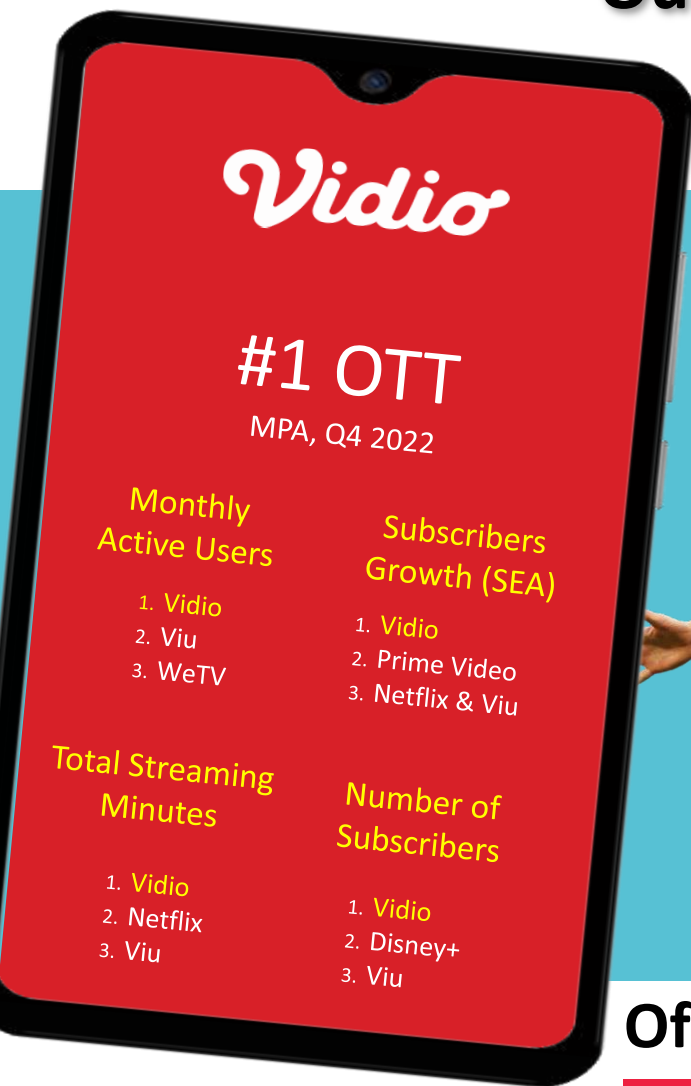 Vidio
#1 OTT
MPA, Q4 2022
Monthly
Active Users
1. Vidio
2. Viu
3. WeTV
Subscribers
Growth (SEA)
1. Vidio
2. Prime Video
3. Netflix & Viu
Total Streaming
Minutes
1. Vidio
2. Netflix
3. Viu
Number of
Subscribers
1. Vidio
2. Disney+
3. Viu
Of